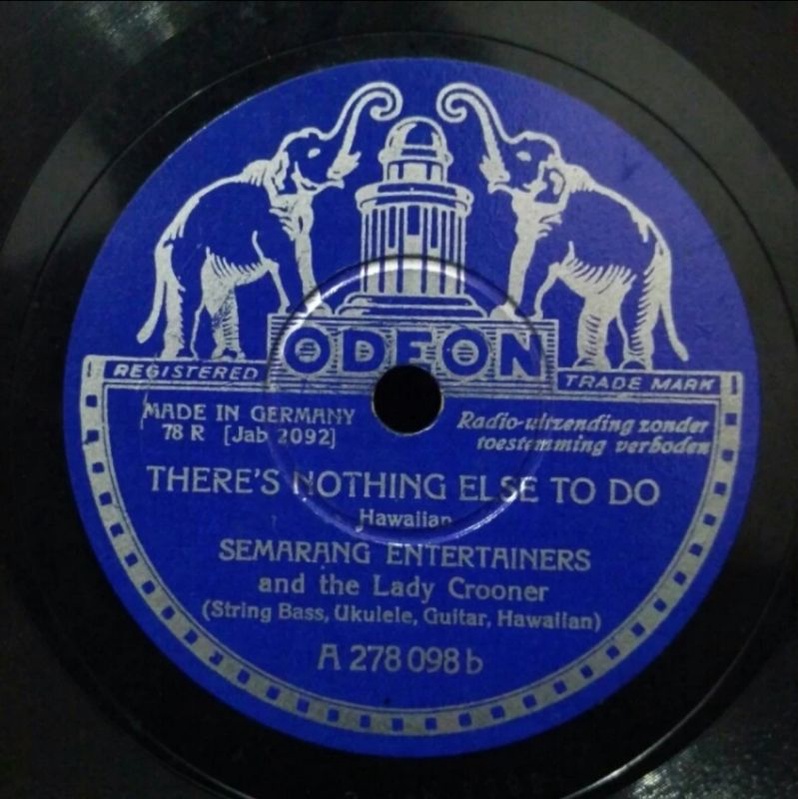 ODEON
REGISTERED TRADE MARK
MADE IN GERMANY
78 R [Jab 2092]
Radio-uitzending zonder
toestemming verboden
THERE'S NOTHING ELSE TO DO
Hawaiian
SEMARANG ENTERTAINERS
and the Lady Crooner
(String Bass, Ukulele, Guitar, Hawaiian)
A 278 098 b